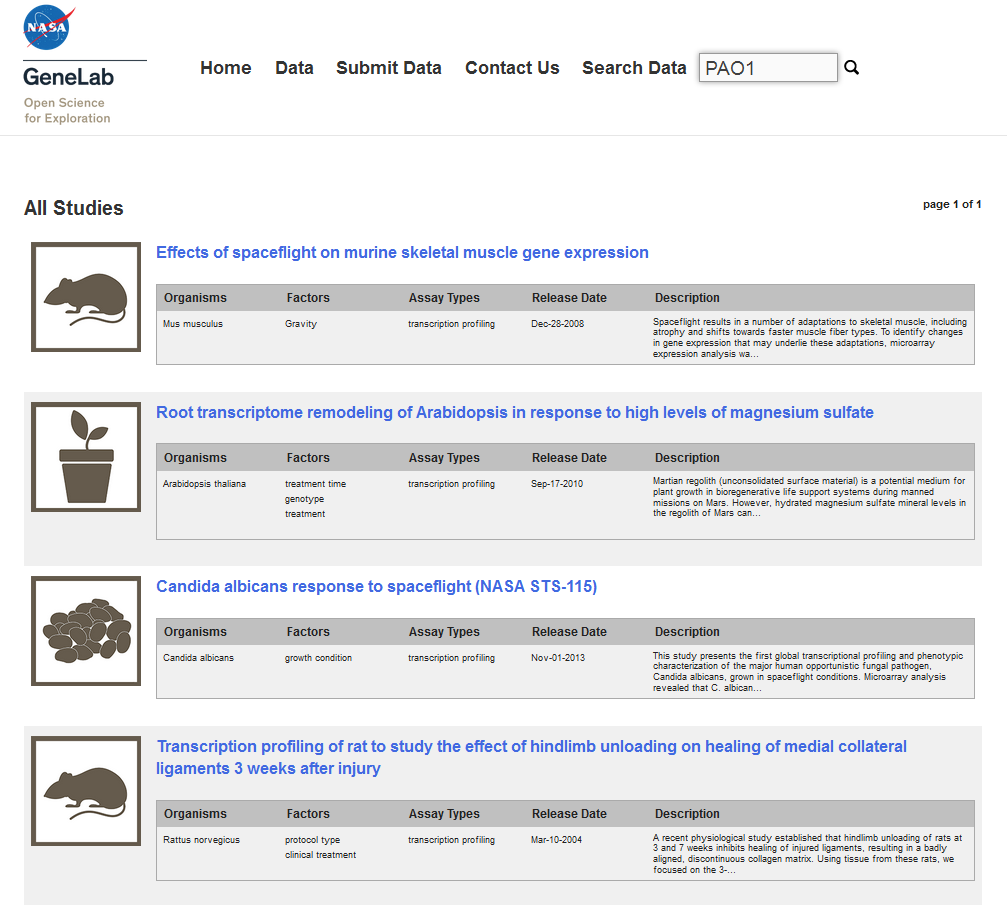 NASA
GeneLab
Open Science
for Exploration
Home Data Submit Data Contact Us Search Data PAO1
All Studies
page 1 of 1
Effects of spaceflight on murine skeletal muscle gene expression
Organisms Factors Assay Types Release Date Description
Mus musculus Gravity transcription profiling Dec-28-2008 Spaceflight results in a number of adaptations to skeletal muscle, including
atrophy and shifts towards faster muscle fiber types. To identify changes
in gene expression that may underlie these adaptations, microarray
expression analysis wa...
Root transcriptome remodeling of Arabidopsis in response to high levels of magnesium sulfate
Organisms Factors Assay Types Release Date Description
Arabidopsis thaliana treatment time transcription profiling Sep-17-2010 Martian regolith (unconsolidated surface material) is a potential medium for
genotype plant growth in bioregenerative life support systems during manned
missions on Mars. However, hydrated magnesium sulfate mineral levels in
treatment the regolith of Mars can...
Candida albicans response to spaceflight (NASA STS-115)
Organisms Factors Assay Types Release Date Description
Candida albicans growth condition transcription profiling Nov-01-2013 This study presents the first global transcriptional profiling and phenotypic
characterization of the major human opportunistic fungal pathogen,
Candida albicans, grown in spaceflight conditions. Microarray analysis
revealed that C. albican...
Transcription profiling of rat to study the effect of hindlimb unloading on healing of medial collateral
ligaments 3 weeks after injury
Organisms Factors Assay Types Release Date Description
Rattus norvegicus protocol type transcription profiling Mar-10-2004 A recent physiological study established that hindlimb unloading of rats at
3 and 7 weeks inhibits healing of injured ligaments, resulting in a badly
clinical treatment aligned, discontinuous collagen matrix. Using tissue from these rats, we
focused on the 3-...